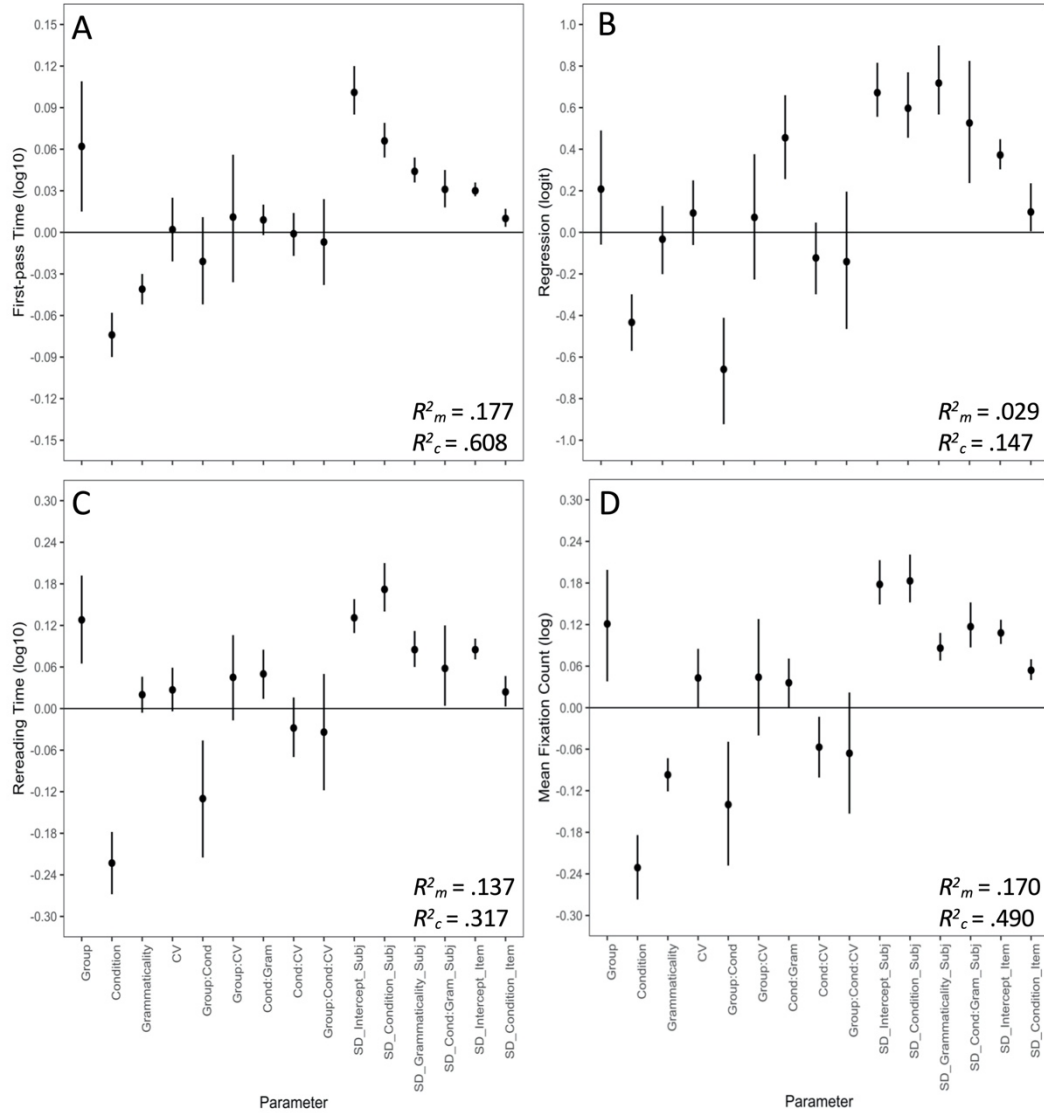 A
First-pass Time (log10)
0.15
0.12
0.09
0.06
0.03
0.00
-0.03
-0.06
-0.09
-0.12
-0.15
R²m = .177
R²c = .608
B
Regression (logit)
1.0
0.8
0.6
0.4
0.2
0.0
-0.2
-0.4
-0.6
-0.8
-1.0
R²m = .029
R²c = .147
C
Rereading Time (log10)
0.30
0.24
0.18
0.12
0.06
0.00
-0.06
-0.12
-0.18
-0.24
-0.30
R²m = .137
R²c = .317
Group
Condition
Grammaticality
CV
Group:Cond
Group:CV
Cond:Gram
Cond:CV
Group:Cond:CV
SD_Intercept_Subj
SD_Condition_Subj
SD_Grammaticality_Subj
SD_Cond:Gram_Subj
SD_Intercept_Item
SD_Condition_Item
Parameter
D
Mean Fixation Count (log)
0.30
0.24
0.18
0.12
0.06
0.00
-0.06
-0.12
-0.18
-0.24
-0.30
R²m = .170
R²c = .490
Group
Condition
Grammaticality
CV
Group:Cond
Group:CV
Cond:Gram
Cond:CV
Group:Cond:CV
SD_Intercept_Subj
SD_Condition_Subj
SD_Grammaticality_Subj
SD_Cond:Gram_Subj
SD_Intercept_Item
SD_Condition_Item
Parameter